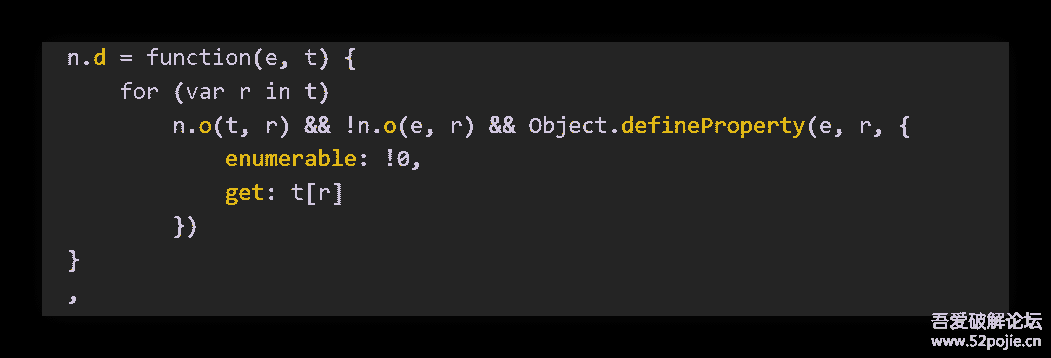 n.d = function(e, t) {
    for (var r in t)
        n.o(t, r) && !n.o(e, r) && Object.defineProperty(e, r, {
            enumerable: !0,
            get: t[r]
        })
}
,
吾爱破解论坛
www.52pojie.cn